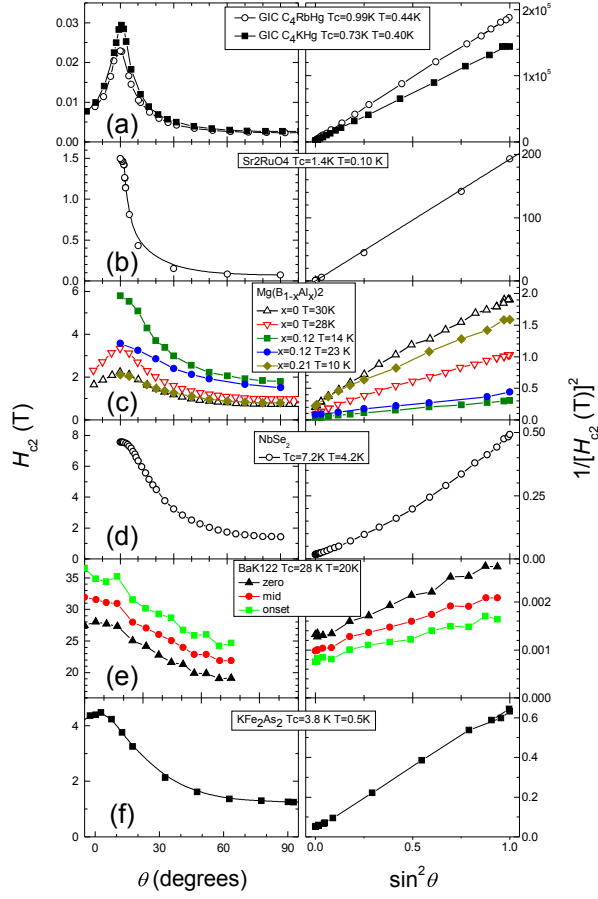 GIC C4RbHg Tc=0.99K T=0.44K
GIC C4KHg Tc=0.73K T=0.40K
0.03
0.02
0.01
0.00
2x10^5
1x10^5
0
(a)
Sr2RuO4 Tc=1.4K T=0.10 K
1.5
1.0
0.5
0.0
200
100
0
(b)
Mg(B1-xAlx)2
x=0 T=30K
x=0 T=28K
x=0.12 T=14 K
x=0.12 T=23 K
x=0.21 T=10 K
6
4
2
0
2.0
1.5
1.0
0.5
0.0
(c)
NbSe2
Tc=7.2K T=4.2K
8
6
4
2
0.50
0.25
0.00
(d)
BaK122 Tc=28 K T=20K
zero
mid
onset
35
30
25
20
0.002
0.001
0.000
(e)
KFe2As2 Tc=3.8 K T=0.5K
4
2
0
0.6
0.4
0.2
0.0
(f)
0 30 60 90
0.0 0.5 1.0
Hc2 (T)
1/[Hc2 (T)]^2
θ (degrees)
sin^2 θ